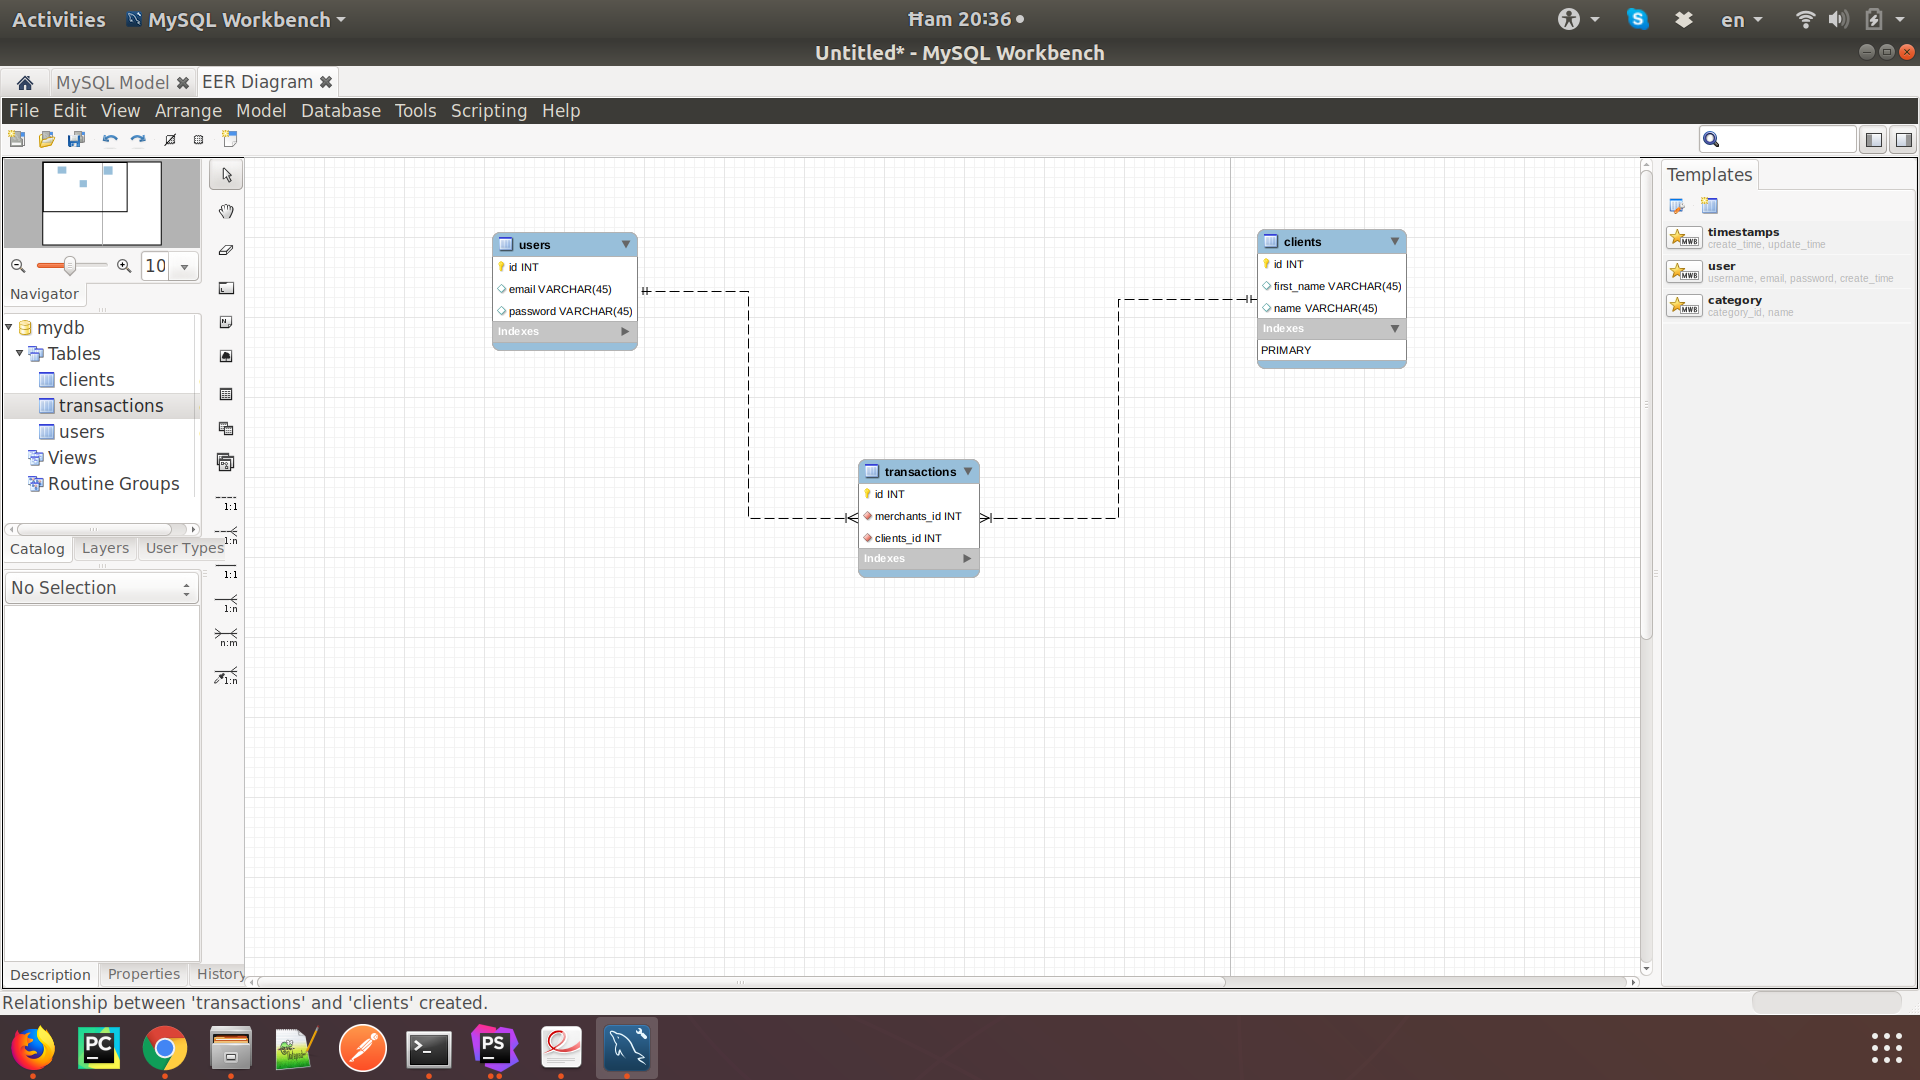 Activities MySQL Workbench Ħam 20:36 en
Untitled* - MySQL Workbench
MySQL Model EER Diagram
File Edit View Arrange Model Database Tools Scripting Help
10
Navigator
mydb
Tables
clients
transactions
users
Views
Routine Groups
Catalog Layers User Types
No Selection
Description Properties History
1:1
1:n
1:1
1:n
n:m
1:n
users
id INT
email VARCHAR(45)
password VARCHAR(45)
Indexes
transactions
id INT
merchants_id INT
clients_id INT
Indexes
clients
id INT
first_name VARCHAR(45)
name VARCHAR(45)
Indexes
PRIMARY
Templates
MWB
timestamps
create_time, update_time
MWB
user
username, email, password, create_time
MWB
category
category_id, name
Relationship between 'transactions' and 'clients' created.
PC
PS